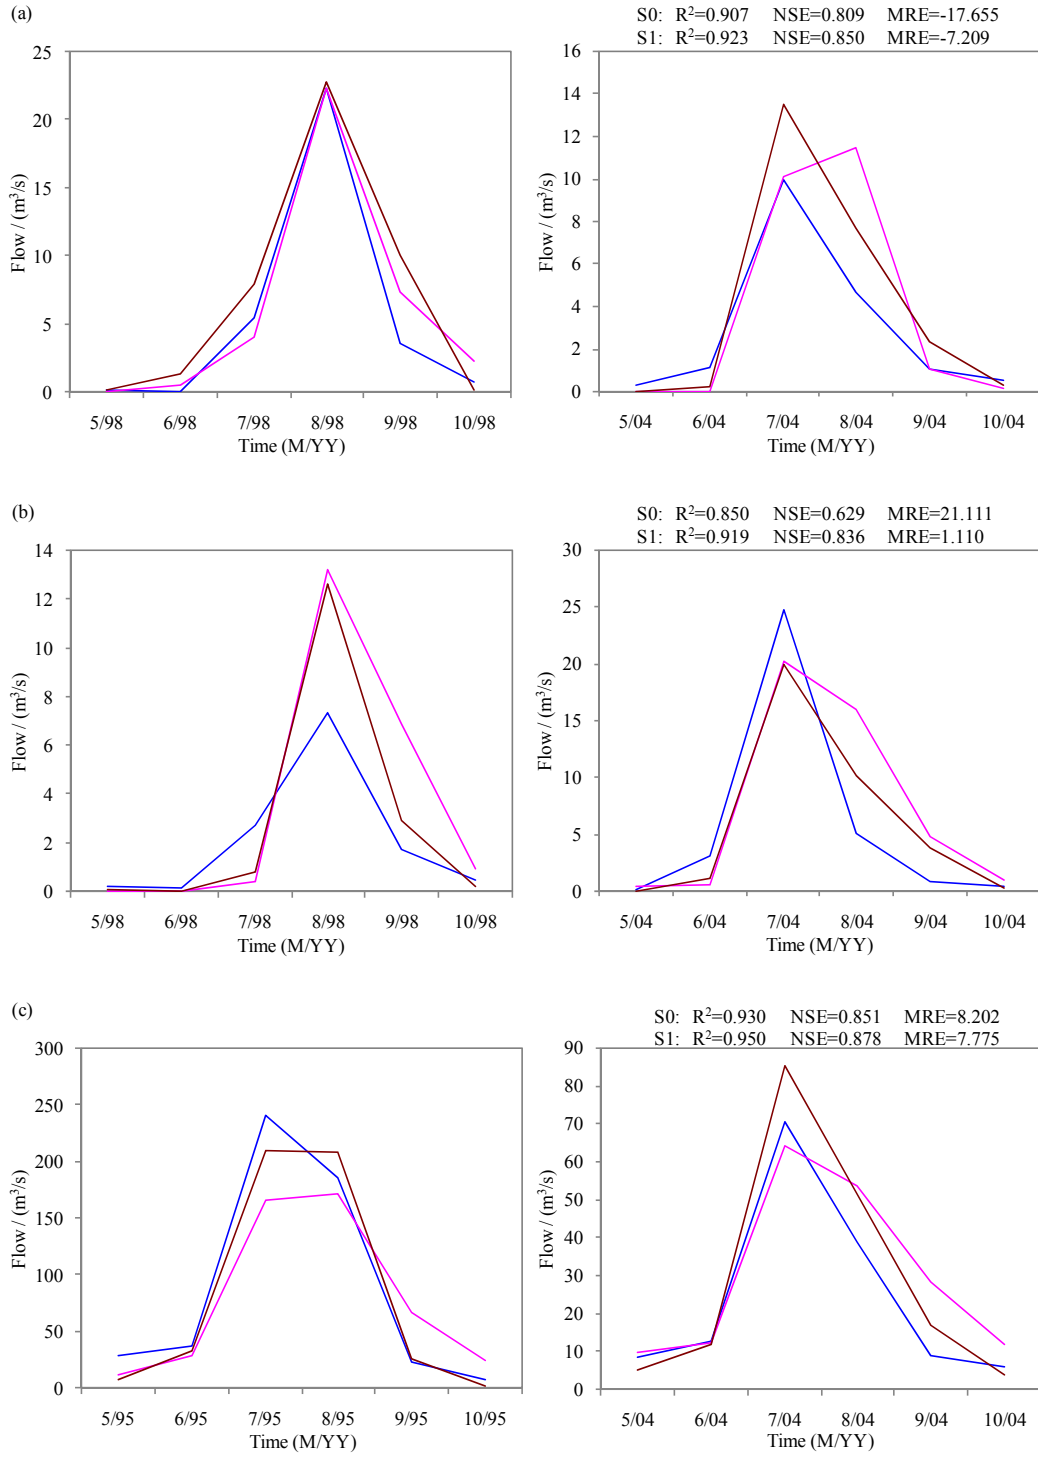 (a)
S0: R²=0.907 NSE=0.809 MRE=-17.655
S1: R²=0.923 NSE=0.850 MRE=-7.209
25
20
15
10
5
0
Flow / (m³/s)
5/98 6/98 7/98 8/98 9/98 10/98
Time (M/YY)
16
14
12
10
8
6
4
2
0
Flow / (m³/s)
5/04 6/04 7/04 8/04 9/04 10/04
Time (M/YY)
(b)
S0: R²=0.850 NSE=0.629 MRE=21.111
S1: R²=0.919 NSE=0.836 MRE=1.110
14
12
10
8
6
4
2
0
Flow / (m³/s)
5/98 6/98 7/98 8/98 9/98 10/98
Time (M/YY)
30
25
20
15
10
5
0
Flow / (m³/s)
5/04 6/04 7/04 8/04 9/04 10/04
Time (M/YY)
(c)
S0: R²=0.930 NSE=0.851 MRE=8.202
S1: R²=0.950 NSE=0.878 MRE=7.775
300
250
200
150
100
50
0
Flow / (m³/s)
5/95 6/95 7/95 8/95 9/95 10/95
Time (M/YY)
90
80
70
60
50
40
30
20
10
0
Flow / (m³/s)
5/04 6/04 7/04 8/04 9/04 10/04
Time (M/YY)